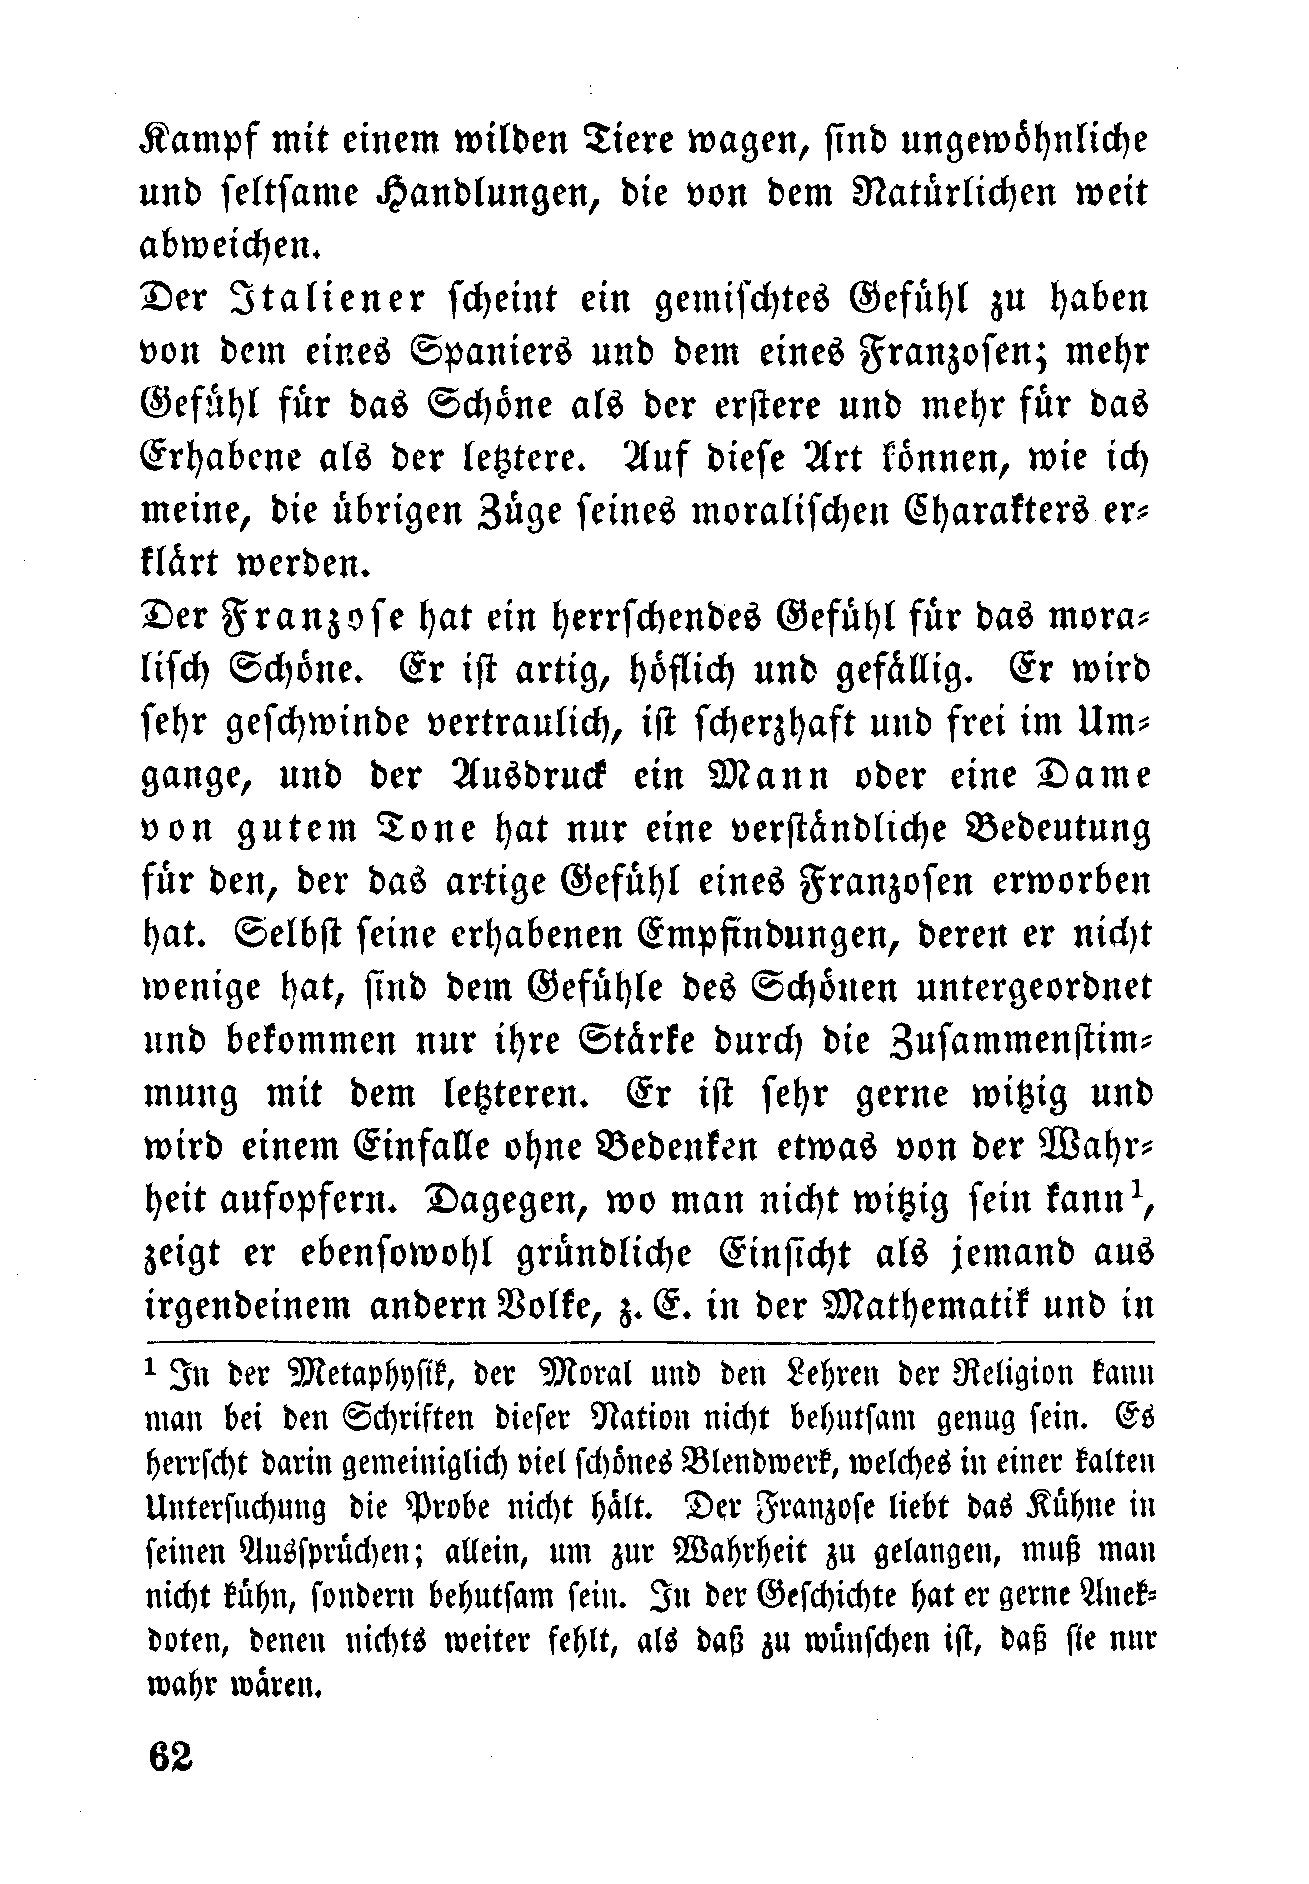 Kampf mit einem wilden Tiere wagen, sind ungewöhnliche
und seltsame Handlungen, die von dem Natürlichen weit
abweichen.
Der Italiener scheint ein gemischtes Gefühl zu haben
von dem eines Spaniers und dem eines Franzosen; mehr
Gefühl für das Schöne als der erstere und mehr für das
Erhabene als der letztere. Auf diese Art können, wie ich
meine, die übrigen Züge seines moralischen Charakters er-
klärt werden.
Der Franzose hat ein herrschendes Gefühl für das mora-
lisch Schöne. Er ist artig, höflich und gefällig. Er wird
sehr geschwinde vertraulich, ist scherzhaft und frei im Um-
gange, und der Ausdruck ein Mann oder eine Dame
von gutem Tone hat nur eine verständliche Bedeutung
für den, der das artige Gefühl eines Franzosen erworben
hat. Selbst seine erhabenen Empfindungen, deren er nicht
wenige hat, sind dem Gefühle des Schönen untergeordnet
und bekommen nur ihre Stärke durch die Zusammenstim-
mung mit dem letzteren. Er ist sehr gerne witzig und
wird einem Einfalle ohne Bedenken etwas von der Wahr-
heit aufopfern. Dagegen, wo man nicht witzig sein kann¹,
zeigt er ebensowohl gründliche Einsicht als jemand aus
irgendeinem andern Volke, z. E. in der Mathematik und in
¹ In der Metaphysik, der Moral und den Lehren der Religion kann
man bei den Schriften dieser Nation nicht behutsam genug sein. Es
herrscht darin gemeiniglich viel schönes Blendwerk, welches in einer kalten
Untersuchung die Probe nicht hält. Der Franzose liebt das Kühne in
seinen Aussprüchen; allein, um zur Wahrheit zu gelangen, muß man
nicht kühn, sondern behutsam sein. In der Geschichte hat er gerne Anek-
doten, denen nichts weiter fehlt, als daß zu wünschen ist, daß sie nur
wahr wären.
62